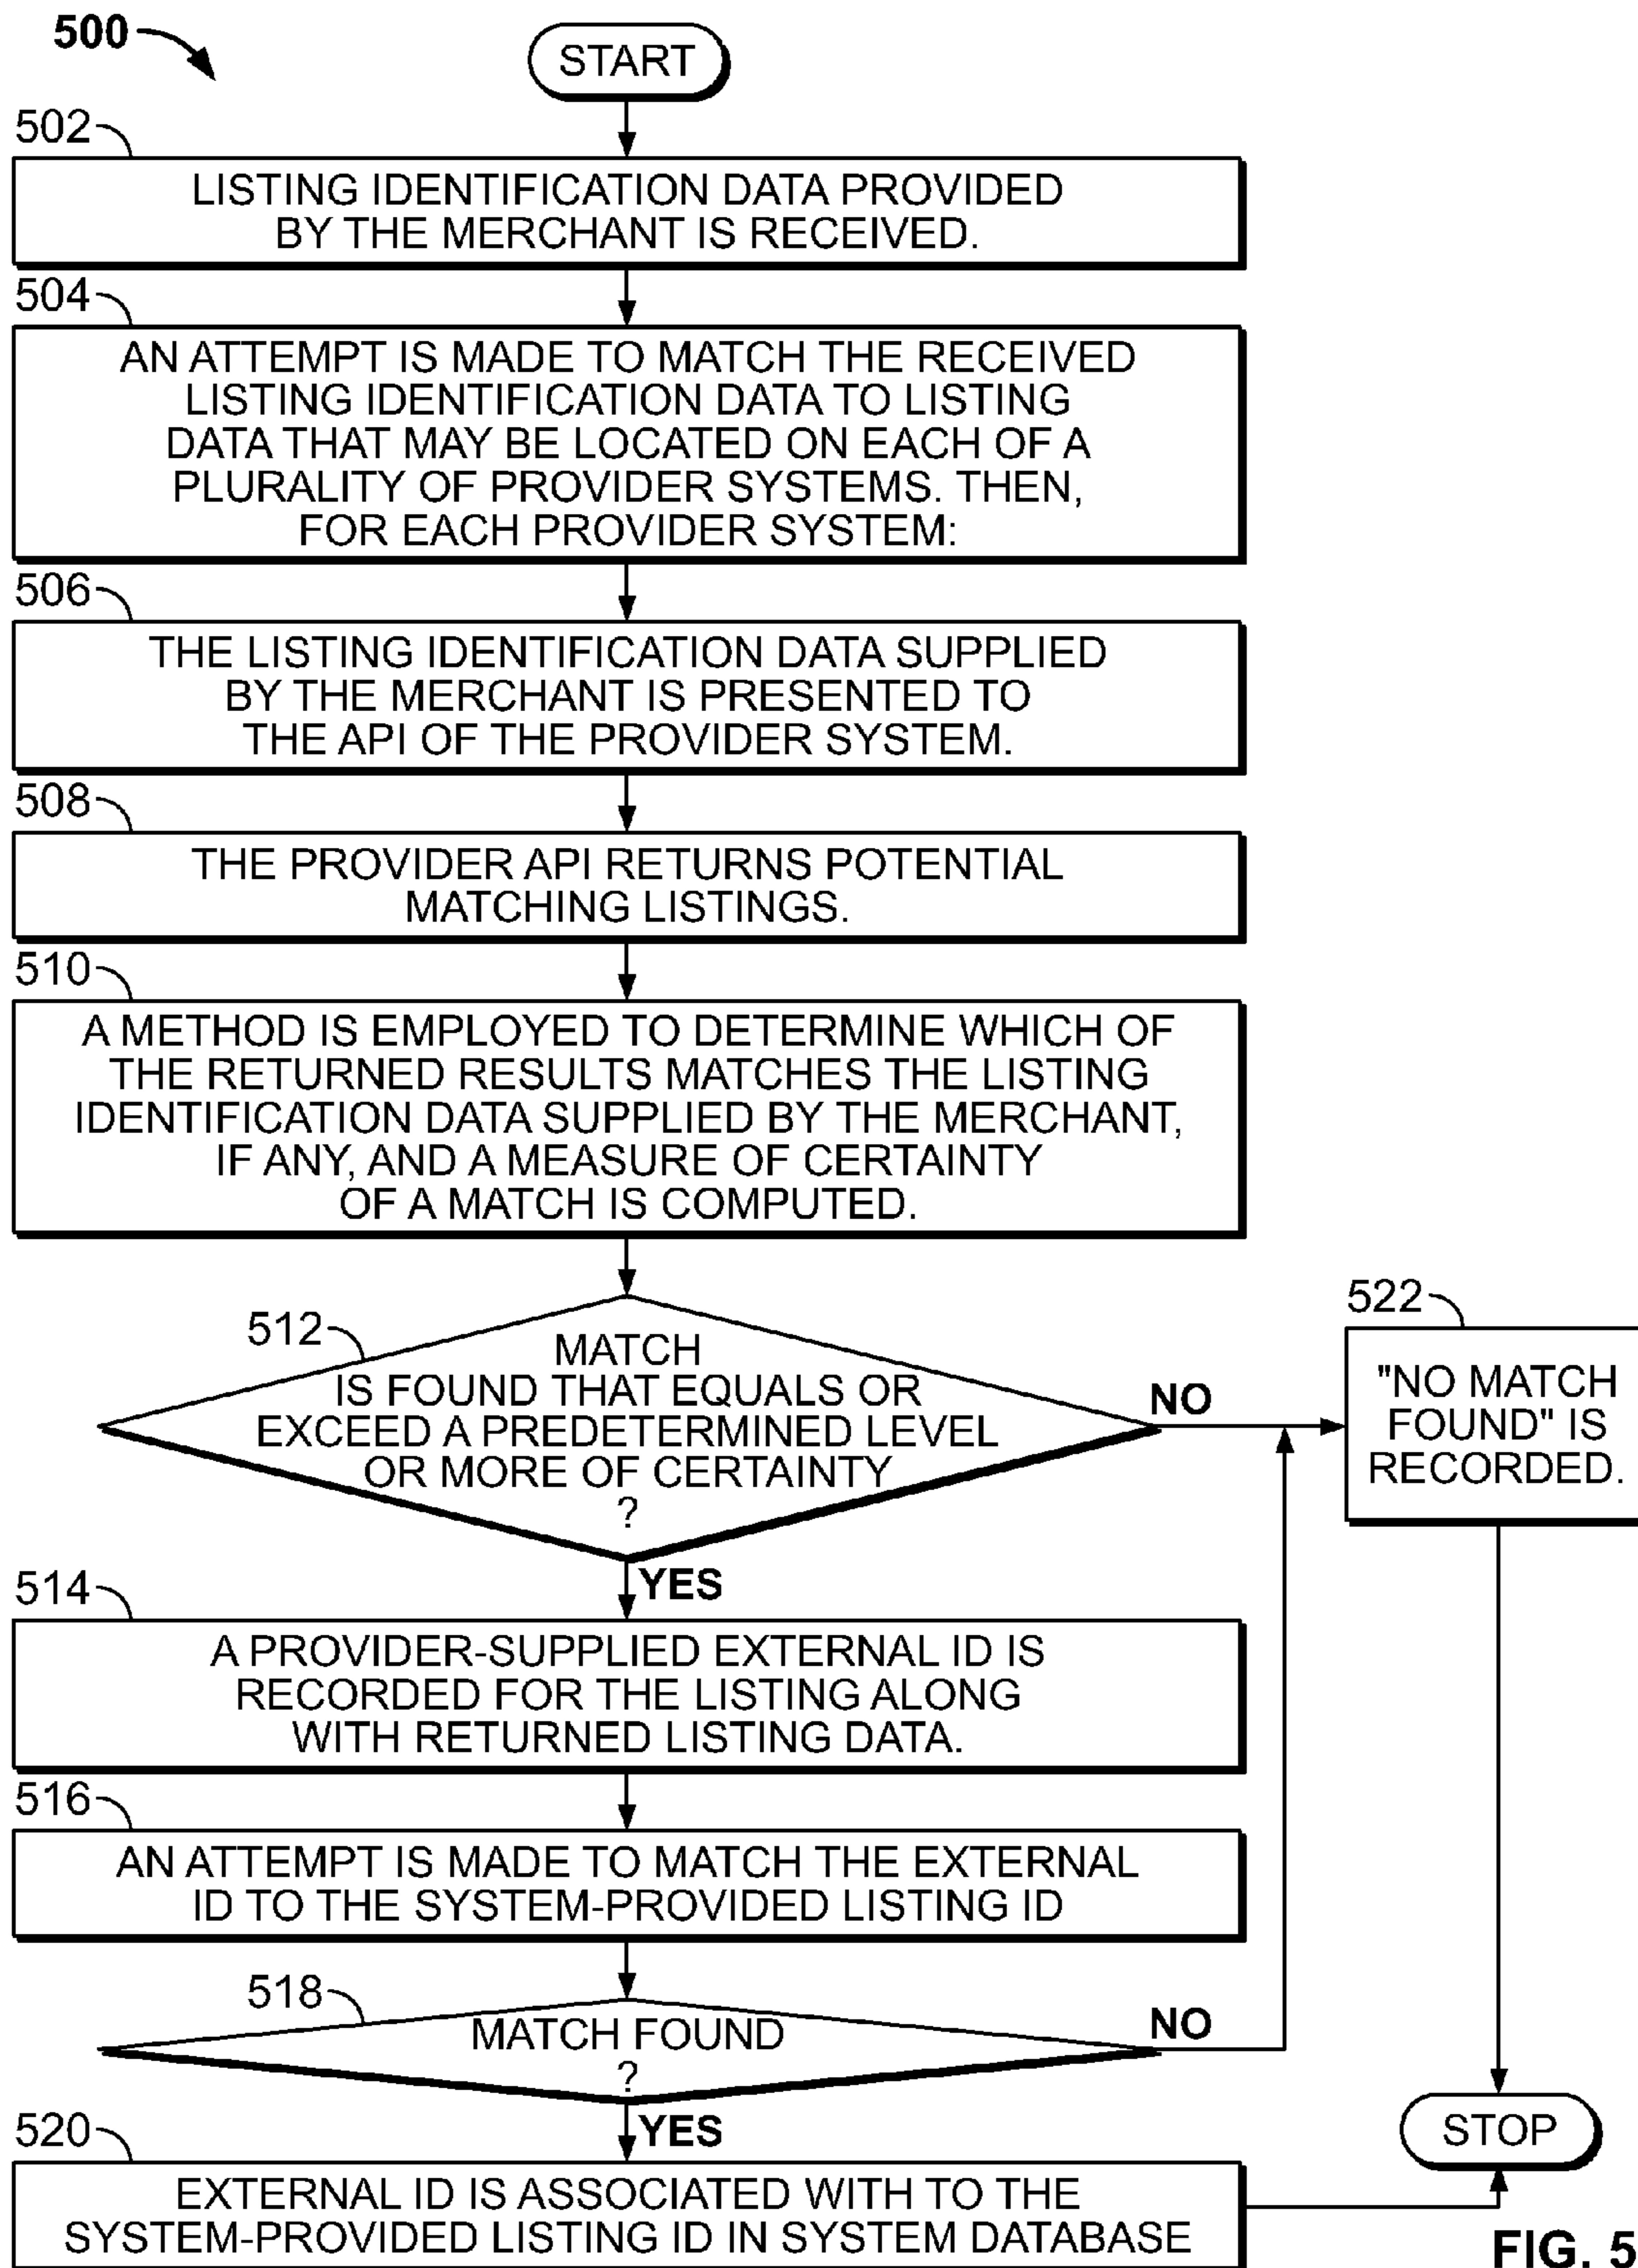 500
START
502
LISTING IDENTIFICATION DATA PROVIDED
BY THE MERCHANT IS RECEIVED.
504
AN ATTEMPT IS MADE TO MATCH THE RECEIVED
LISTING IDENTIFICATION DATA TO LISTING
DATA THAT MAY BE LOCATED ON EACH OF A
PLURALITY OF PROVIDER SYSTEMS. THEN,
FOR EACH PROVIDER SYSTEM:
506
THE LISTING IDENTIFICATION DATA SUPPLIED
BY THE MERCHANT IS PRESENTED TO
THE API OF THE PROVIDER SYSTEM.
508
THE PROVIDER API RETURNS POTENTIAL
MATCHING LISTINGS.
510
A METHOD IS EMPLOYED TO DETERMINE WHICH OF
THE RETURNED RESULTS MATCHES THE LISTING
IDENTIFICATION DATA SUPPLIED BY THE MERCHANT,
IF ANY, AND A MEASURE OF CERTAINTY
OF A MATCH IS COMPUTED.
512
MATCH
IS FOUND THAT EQUALS OR
EXCEED A PREDETERMINED LEVEL
OR MORE OF CERTAINTY
?
NO
522
"NO MATCH
FOUND" IS
RECORDED.
YES
514
A PROVIDER-SUPPLIED EXTERNAL ID IS
RECORDED FOR THE LISTING ALONG
WITH RETURNED LISTING DATA.
516
AN ATTEMPT IS MADE TO MATCH THE EXTERNAL
ID TO THE SYSTEM-PROVIDED LISTING ID
518
MATCH FOUND
?
NO
YES
STOP
520
EXTERNAL ID IS ASSOCIATED WITH TO THE
SYSTEM-PROVIDED LISTING ID IN SYSTEM DATABASE
FIG. 5